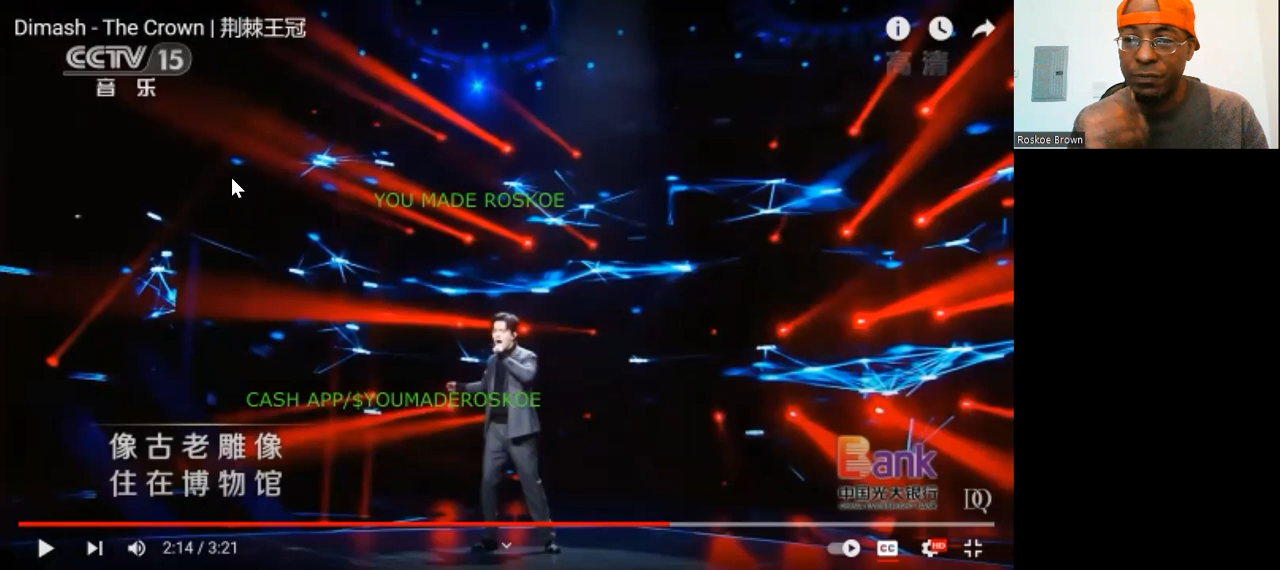 Dimash - The Crown | 荆棘王冠
CCTV 15
音乐
高清
Roskoe Brown
YOU MADE ROSKOE
CASH APP/$YOUMADEROSKOE
像古老雕像
住在博物馆
Bank
中国光大银行
DQ
2:14 / 3:21
CC
HD